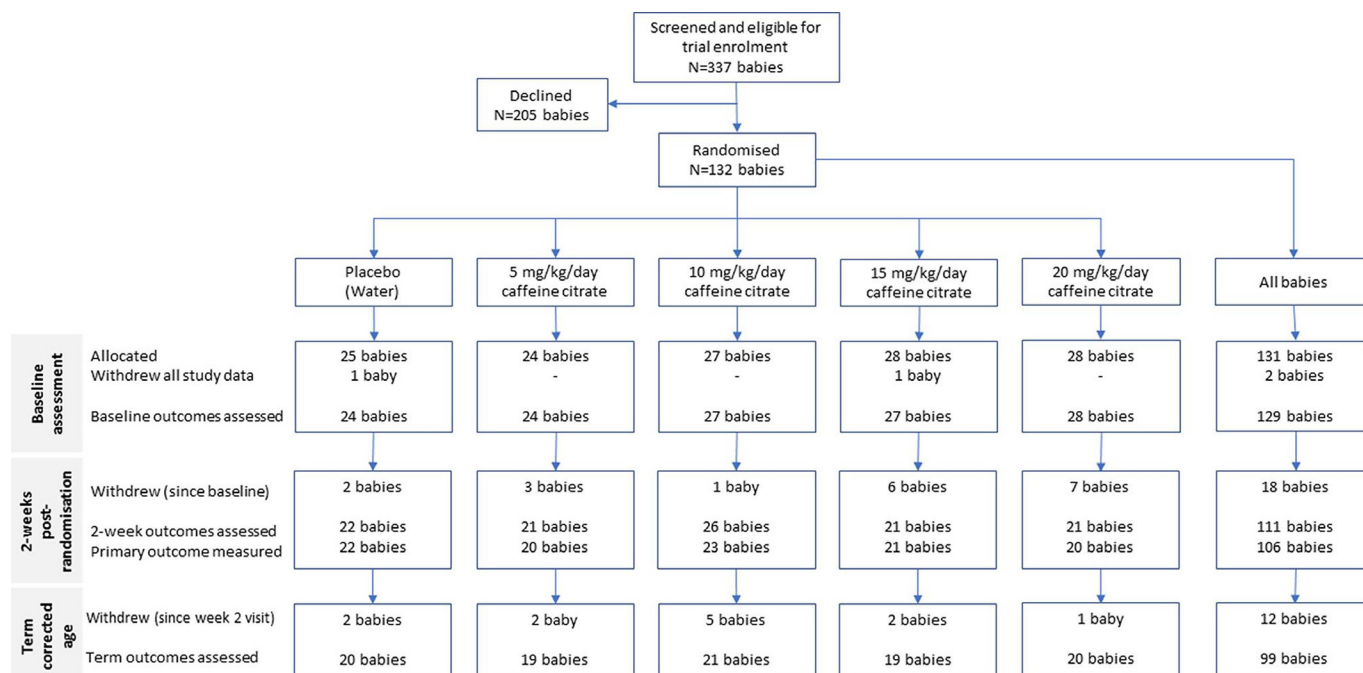 Screened and eligible for
trial enrolment
N=337 babies
Declined
N=205 babies
Randomised
N=132 babies
Placebo
(Water)
5 mg/kg/day
caffeine citrate
10 mg/kg/day
caffeine citrate
15 mg/kg/day
caffeine citrate
20 mg/kg/day
caffeine citrate
All babies
Baseline
assessment
Allocated 25 babies 24 babies 27 babies 28 babies 28 babies 131 babies
Withdrew all study data 1 baby - - 1 baby - 2 babies
Baseline outcomes assessed 24 babies 24 babies 27 babies 27 babies 28 babies 129 babies
2-weeks
post-
randomisation
Withdrew (since baseline) 2 babies 3 babies 1 baby 6 babies 7 babies 18 babies
2-week outcomes assessed 22 babies 21 babies 26 babies 21 babies 21 babies 111 babies
Primary outcome measured 22 babies 20 babies 23 babies 21 babies 20 babies 106 babies
Term
corrected
age
Withdrew (since week 2 visit) 2 babies 2 baby 5 babies 2 babies 1 baby 12 babies
Term outcomes assessed 20 babies 19 babies 21 babies 19 babies 20 babies 99 babies